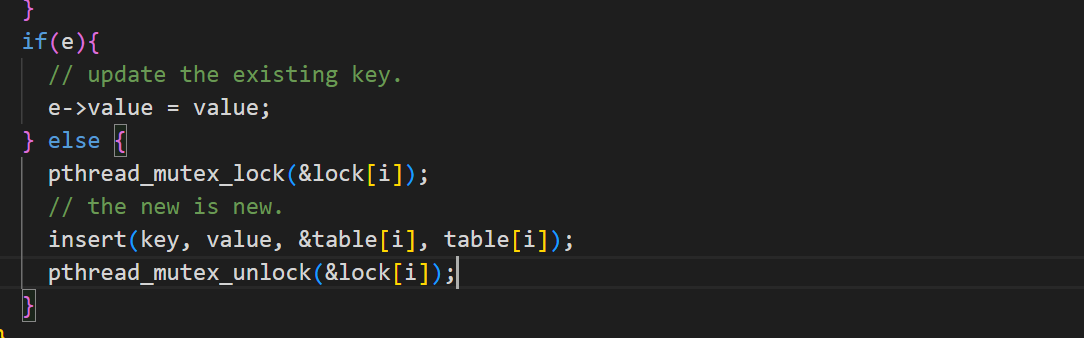 }
if(e){
// update the existing key.
e->value = value;
} else {
pthread_mutex_lock(&lock[i]);
// the new is new.
insert(key, value, &table[i], table[i]);
pthread_mutex_unlock(&lock[i]);
}
}